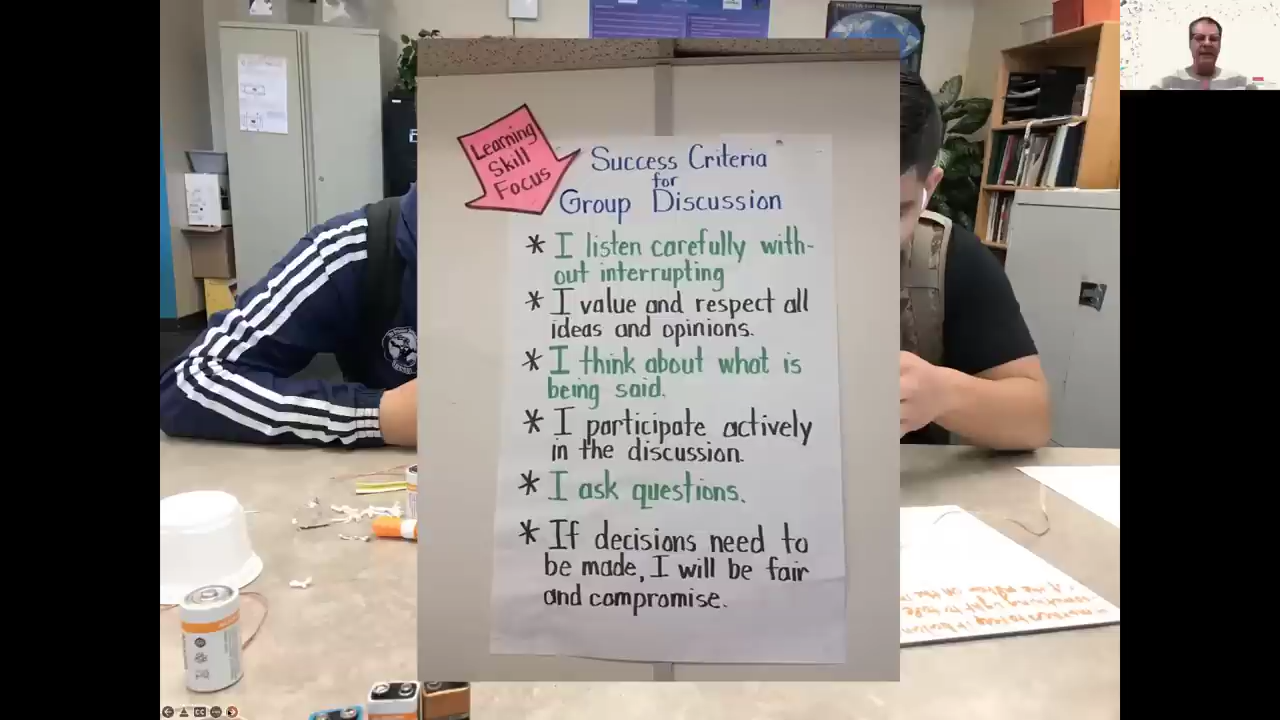 Learning
Skill
Focus
Success Criteria
for
Group Discussion
* I listen carefully with-
out interrupting
* I value and respect all
ideas and opinions.
* I think about what is
being said.
* I participate actively
in the discussion.
* I ask questions.
* If decisions need to
be made, I will be fair
and compromise.